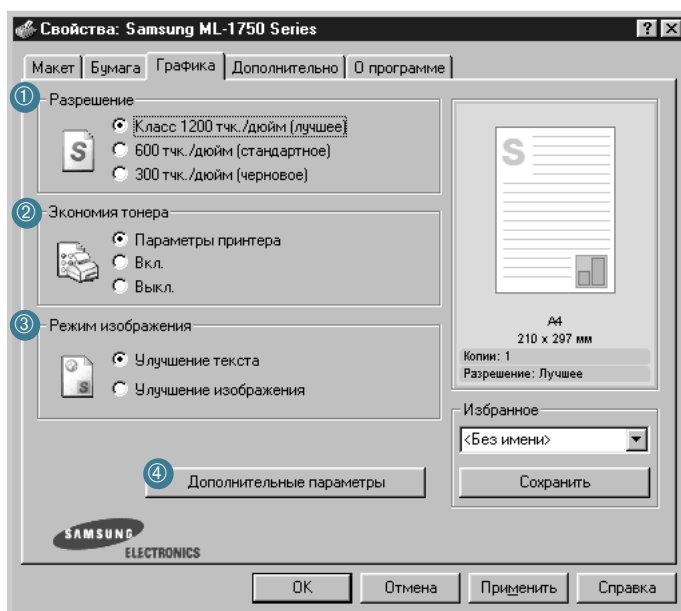 Свойства: Samsung ML-1750 Series
Макет Бумага Графика Дополнительно О программе
① Разрешение
Класс 1200 тчк./дюйм (лучшее)
600 тчк./дюйм (стандартное)
300 тчк./дюйм (черновое)
② Экономия тонера
Параметры принтера
Вкл.
Выкл.
③ Режим изображения
Улучшение текста
Улучшение изображения
④ Дополнительные параметры
S
A4
210 x 297 мм
Копии: 1
Разрешение: Лучшее
Избранное
<Без имени>
Сохранить
SAMSUNG
ELECTRONICS
OK Отмена Применить Справка